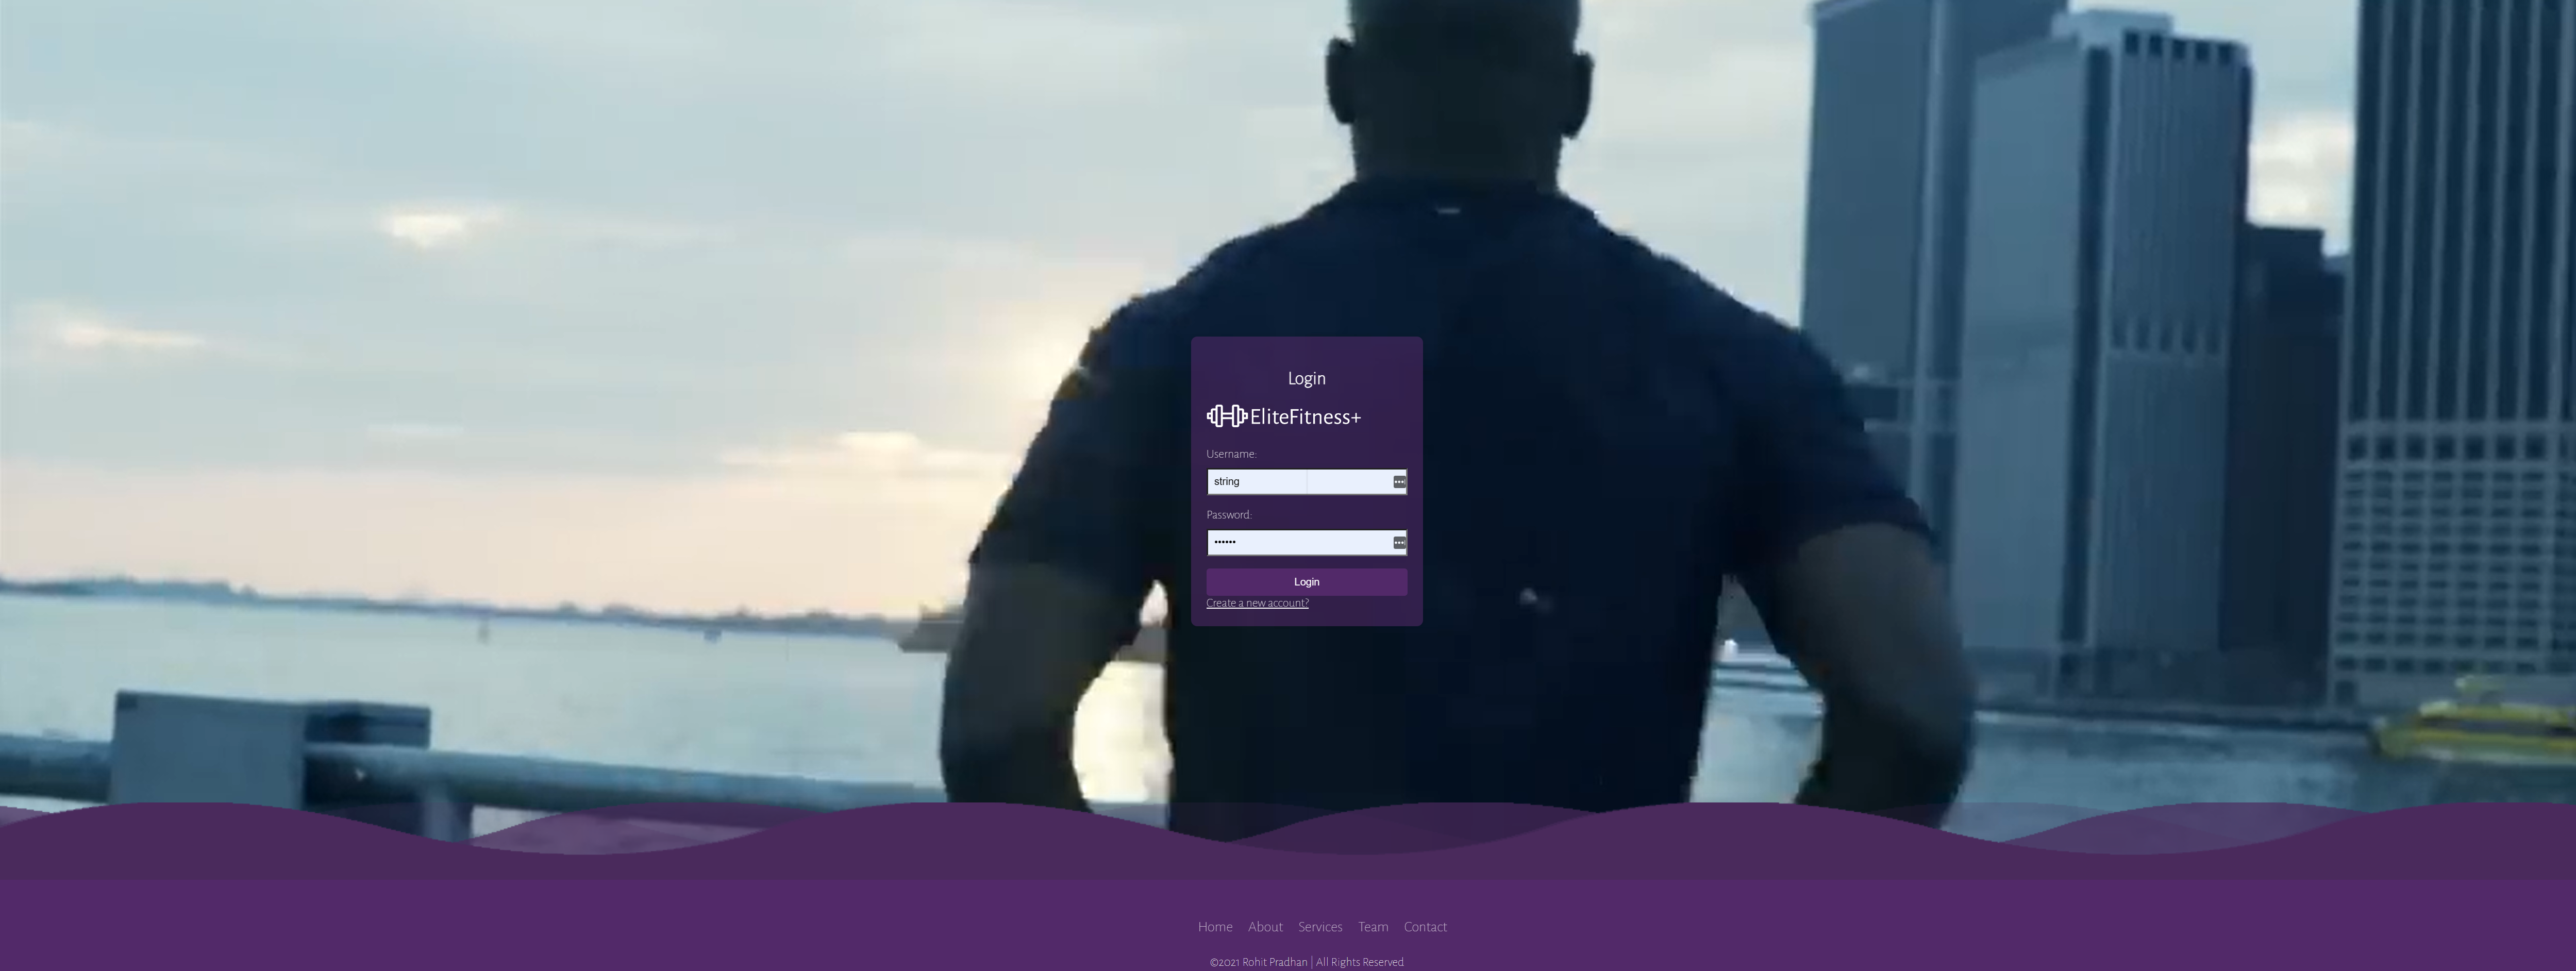 Login
EliteFitness+
Username:
string
Password:
••••••
Login
Create a new account?
Home About Services Team Contact
©2021 Rohit Pradhan | All Rights Reserved